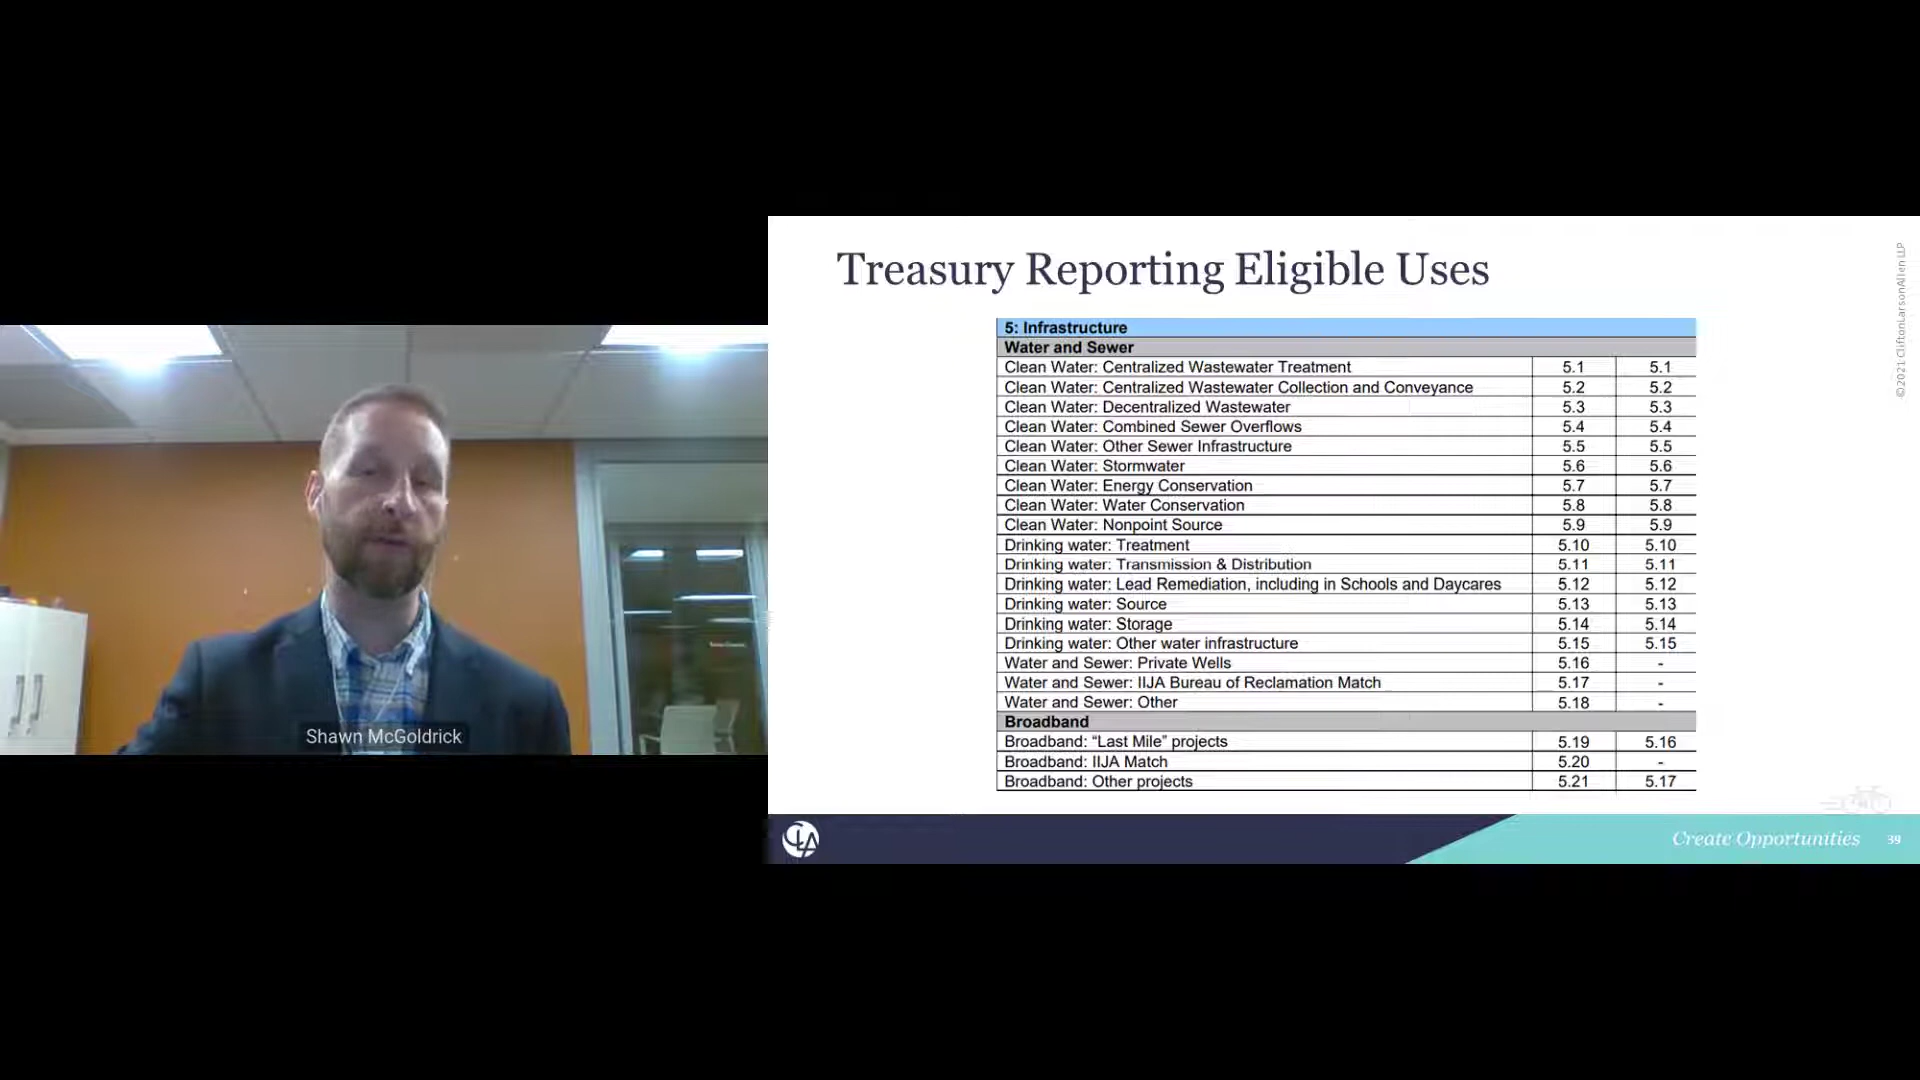 Treasury Reporting Eligible Uses
©2021 CliftonLarsonAllen LLP
5: Infrastructure
Water and Sewer
Clean Water: Centralized Wastewater Treatment 5.1 5.1
Clean Water: Centralized Wastewater Collection and Conveyance 5.2 5.2
Clean Water: Decentralized Wastewater 5.3 5.3
Clean Water: Combined Sewer Overflows 5.4 5.4
Clean Water: Other Sewer Infrastructure 5.5 5.5
Clean Water: Stormwater 5.6 5.6
Clean Water: Energy Conservation 5.7 5.7
Clean Water: Water Conservation 5.8 5.8
Clean Water: Nonpoint Source 5.9 5.9
Drinking water: Treatment 5.10 5.10
Drinking water: Transmission & Distribution 5.11 5.11
Drinking water: Lead Remediation, including in Schools and Daycares 5.12 5.12
Drinking water: Source 5.13 5.13
Drinking water: Storage 5.14 5.14
Drinking water: Other water infrastructure 5.15 5.15
Water and Sewer: Private Wells 5.16 -
Water and Sewer: IIJA Bureau of Reclamation Match 5.17 -
Water and Sewer: Other 5.18 -
Broadband
Broadband: “Last Mile” projects 5.19 5.16
Broadband: IIJA Match 5.20 -
Broadband: Other projects 5.21 5.17
Shawn McGoldrick
CLA
Create Opportunities 39